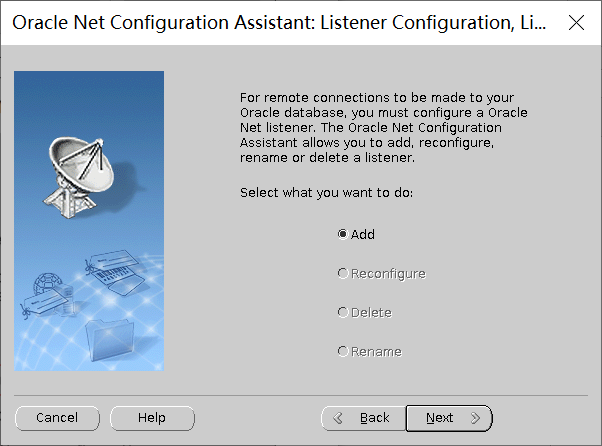 Oracle Net Configuration Assistant: Listener Configuration, Li...
For remote connections to be made to your
Oracle database, you must configure a Oracle
Net listener. The Oracle Net Configuration
Assistant allows you to add, reconfigure,
rename or delete a listener.
Select what you want to do:
Add
Reconfigure
Delete
Rename
Cancel
Help
Back
Next